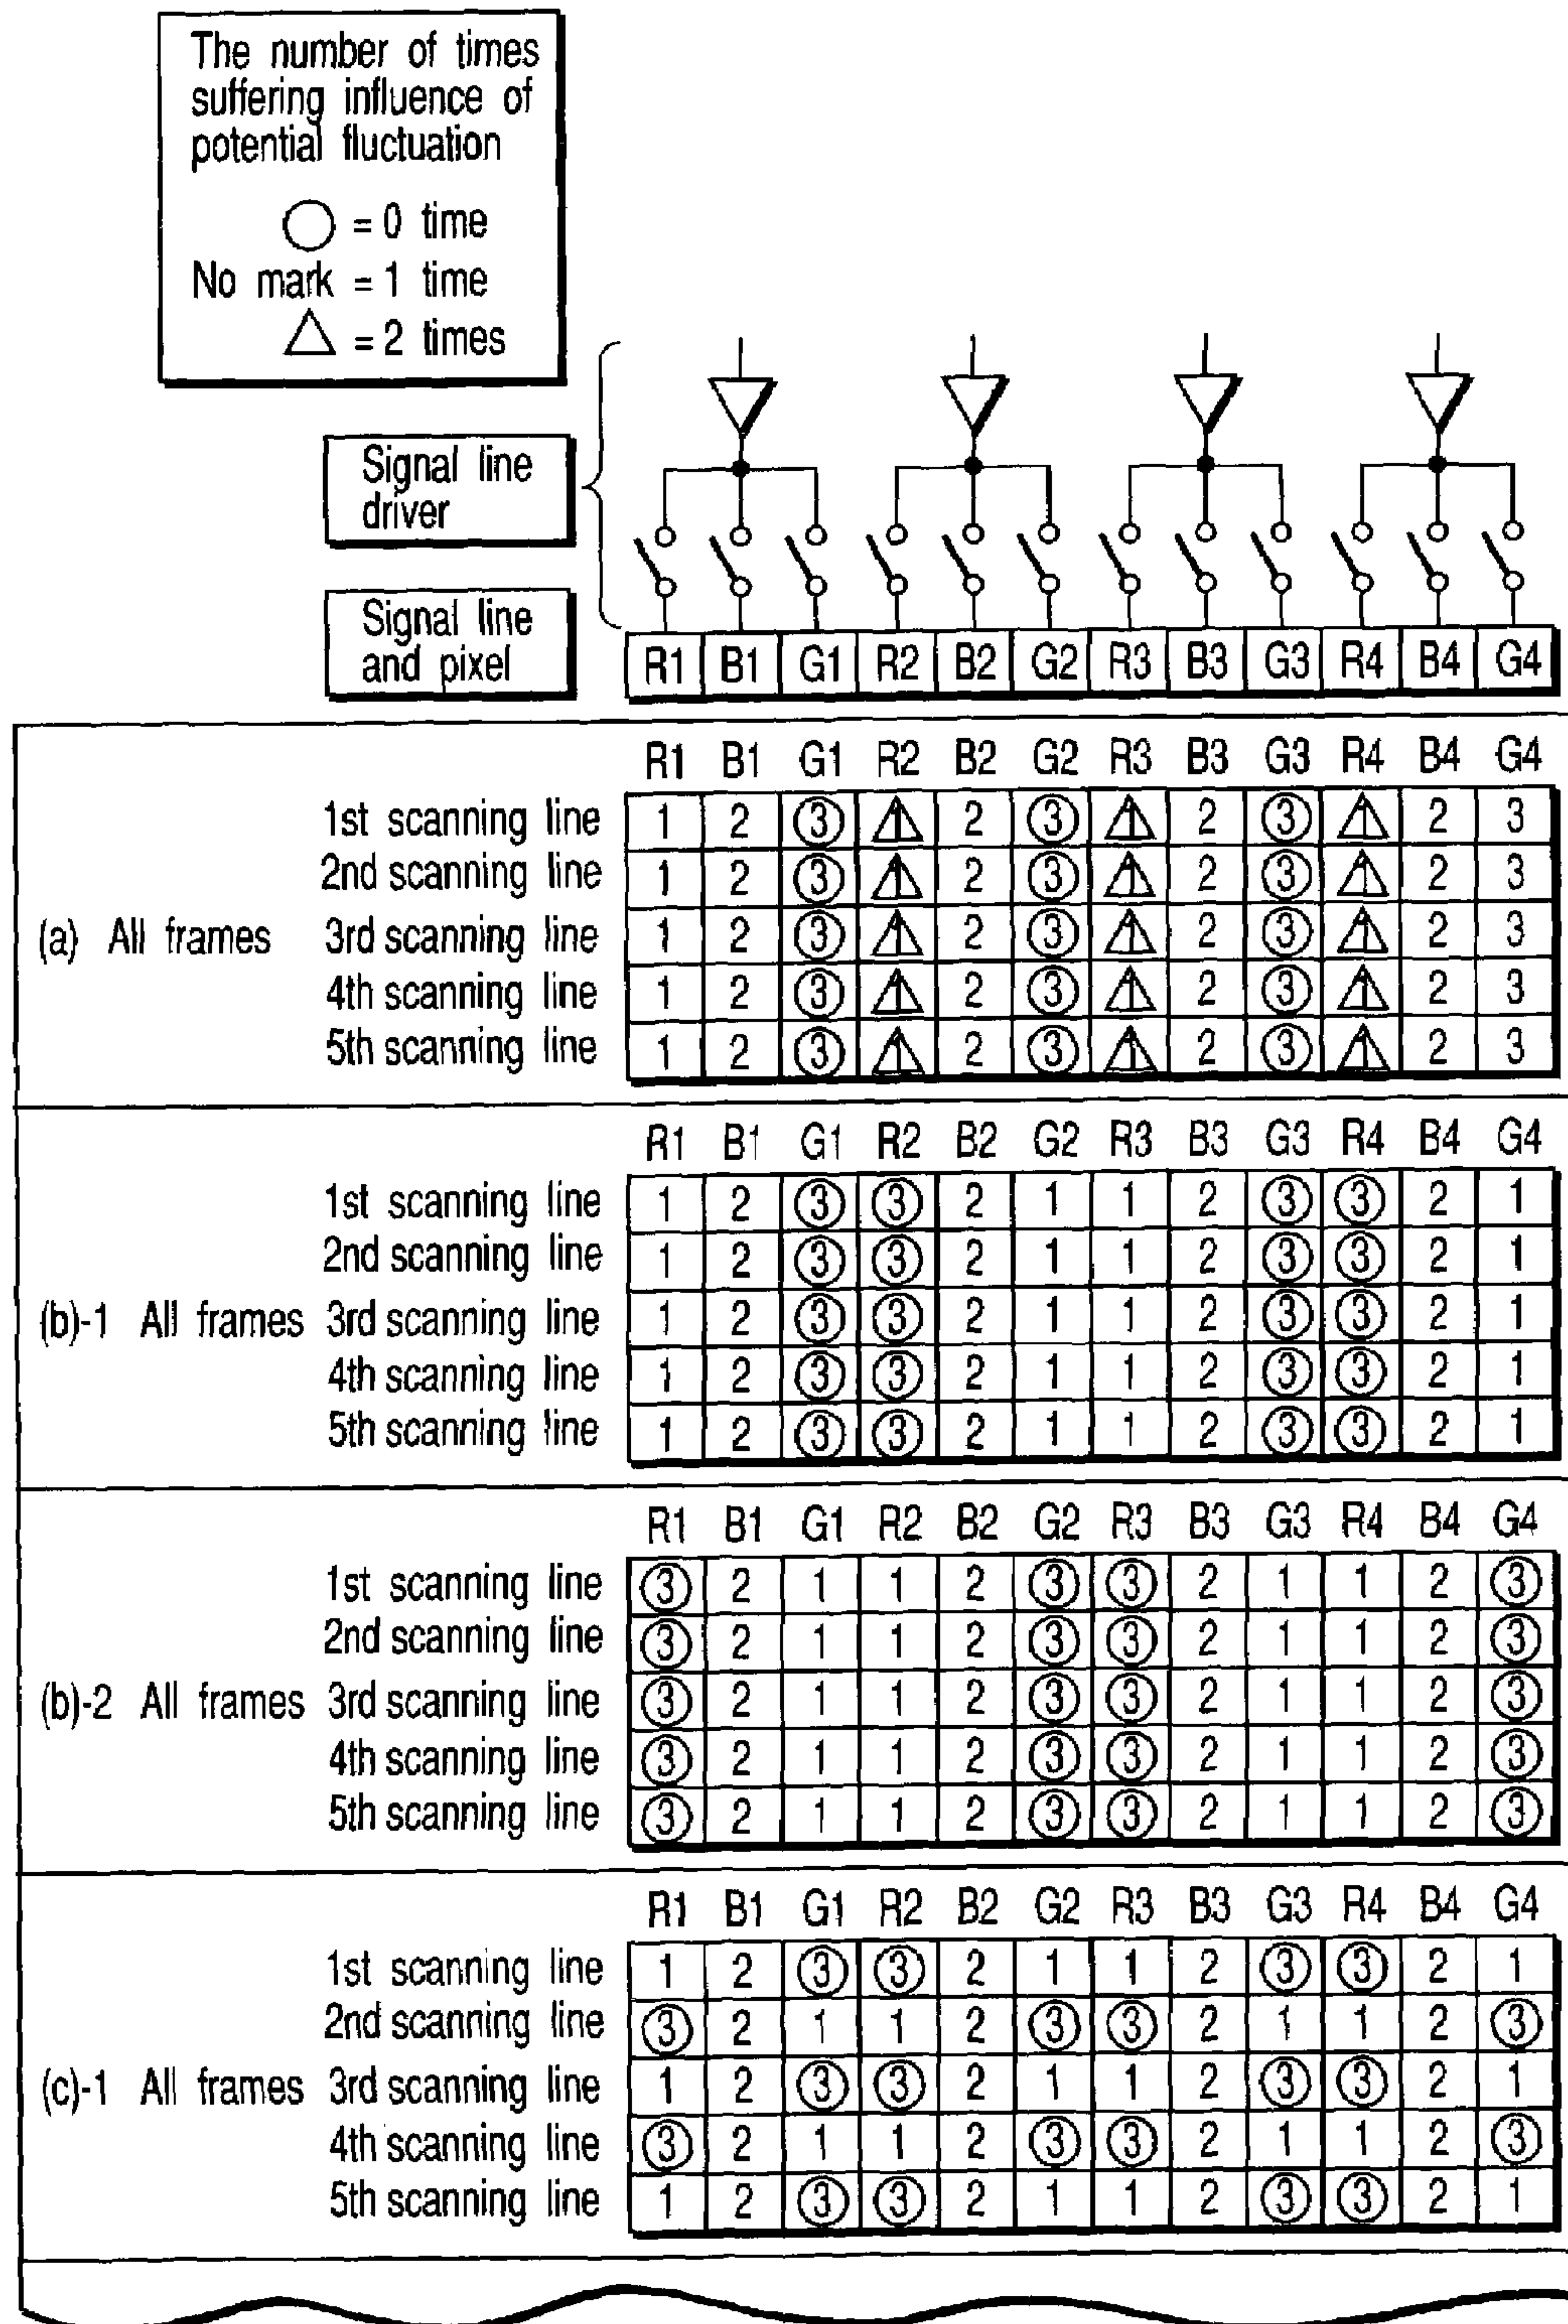 The number of times
suffering influence of
potential fluctuation
○ = 0 time
No mark = 1 time
△ = 2 times
Signal line
driver
Signal line
and pixel
R1 B1 G1 R2 B2 G2 R3 B3 G3 R4 B4 G4
R1 B1 G1 R2 B2 G2 R3 B3 G3 R4 B4 G4
1st scanning line 1 2 3 1 2 3 1 2 3 1 2 3
2nd scanning line 1 2 3 1 2 3 1 2 3 1 2 3
(a) All frames 3rd scanning line 1 2 3 1 2 3 1 2 3 1 2 3
4th scanning line 1 2 3 1 2 3 1 2 3 1 2 3
5th scanning line 1 2 3 1 2 3 1 2 3 1 2 3
R1 B1 G1 R2 B2 G2 R3 B3 G3 R4 B4 G4
1st scanning line 1 2 3 3 2 1 1 2 3 3 2 1
2nd scanning line 1 2 3 3 2 1 1 2 3 3 2 1
(b)-1 All frames 3rd scanning line 1 2 3 3 2 1 1 2 3 3 2 1
4th scanning line 1 2 3 3 2 1 1 2 3 3 2 1
5th scanning line 1 2 3 3 2 1 1 2 3 3 2 1
R1 B1 G1 R2 B2 G2 R3 B3 G3 R4 B4 G4
1st scanning line 3 2 1 1 2 3 3 2 1 1 2 3
2nd scanning line 3 2 1 1 2 3 3 2 1 1 2 3
(b)-2 All frames 3rd scanning line 3 2 1 1 2 3 3 2 1 1 2 3
4th scanning line 3 2 1 1 2 3 3 2 1 1 2 3
5th scanning line 3 2 1 1 2 3 3 2 1 1 2 3
R1 B1 G1 R2 B2 G2 R3 B3 G3 R4 B4 G4
1st scanning line 1 2 3 3 2 1 1 2 3 3 2 1
2nd scanning line 3 2 1 1 2 3 3 2 1 1 2 3
(c)-1 All frames 3rd scanning line 1 2 3 3 2 1 1 2 3 3 2 1
4th scanning line 3 2 1 1 2 3 3 2 1 1 2 3
5th scanning line 1 2 3 3 2 1 1 2 3 3 2 1